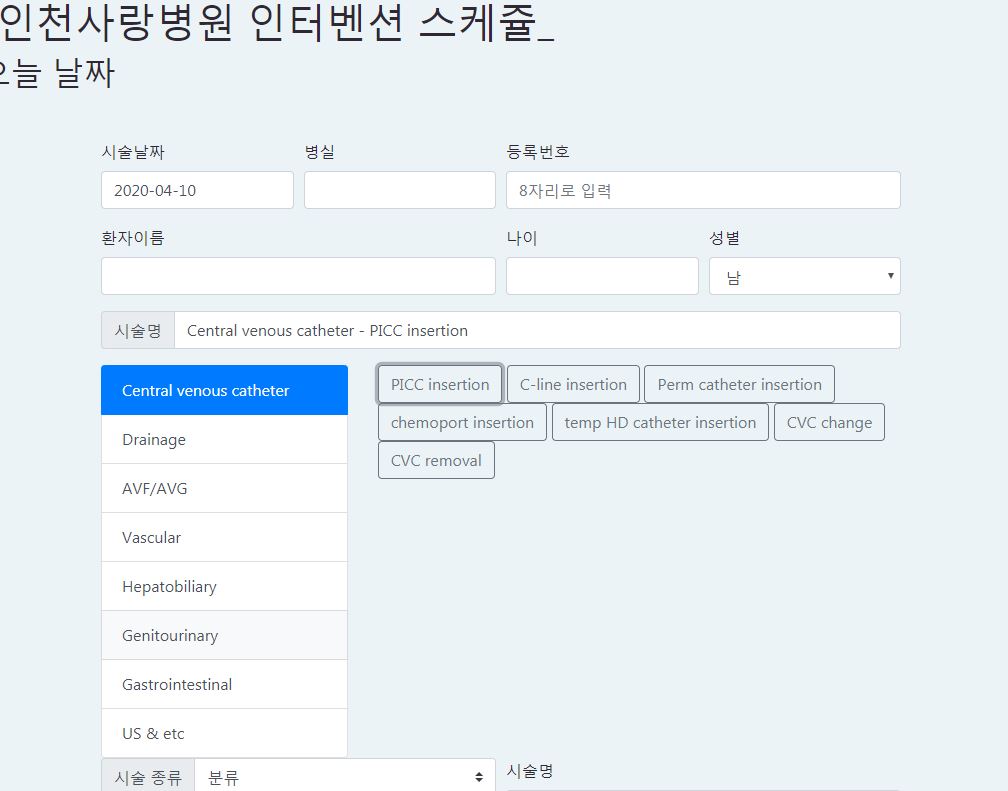 인천사랑병원 인터벤션 스케쥴_
오늘 날짜
시술날짜 병실 등록번호
2020-04-10 8자리로 입력
환자이름 나이 성별
남
시술명 Central venous catheter - PICC insertion
Central venous catheter PICC insertion C-line insertion Perm catheter insertion
chemoport insertion temp HD catheter insertion CVC change
Drainage CVC removal
AVF/AVG
Vascular
Hepatobiliary
Genitourinary
Gastrointestinal
US & etc
시술 종류 분류 시술명